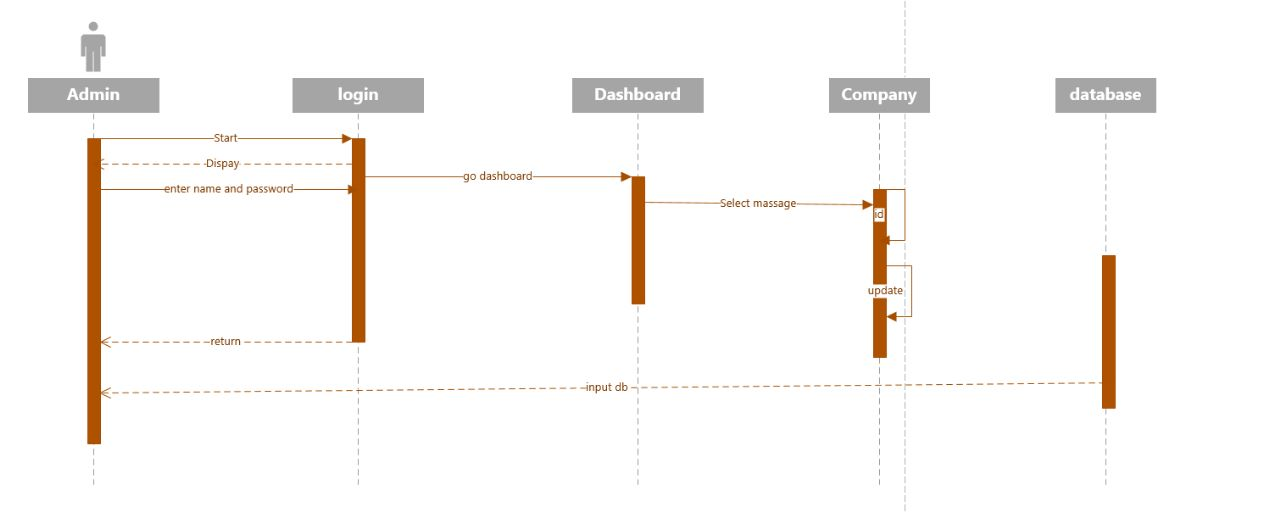 Admin
login
Dashboard
Company
database
Start
Dispay
go dashboard
enter name and password
Select massage
id
update
return
input db